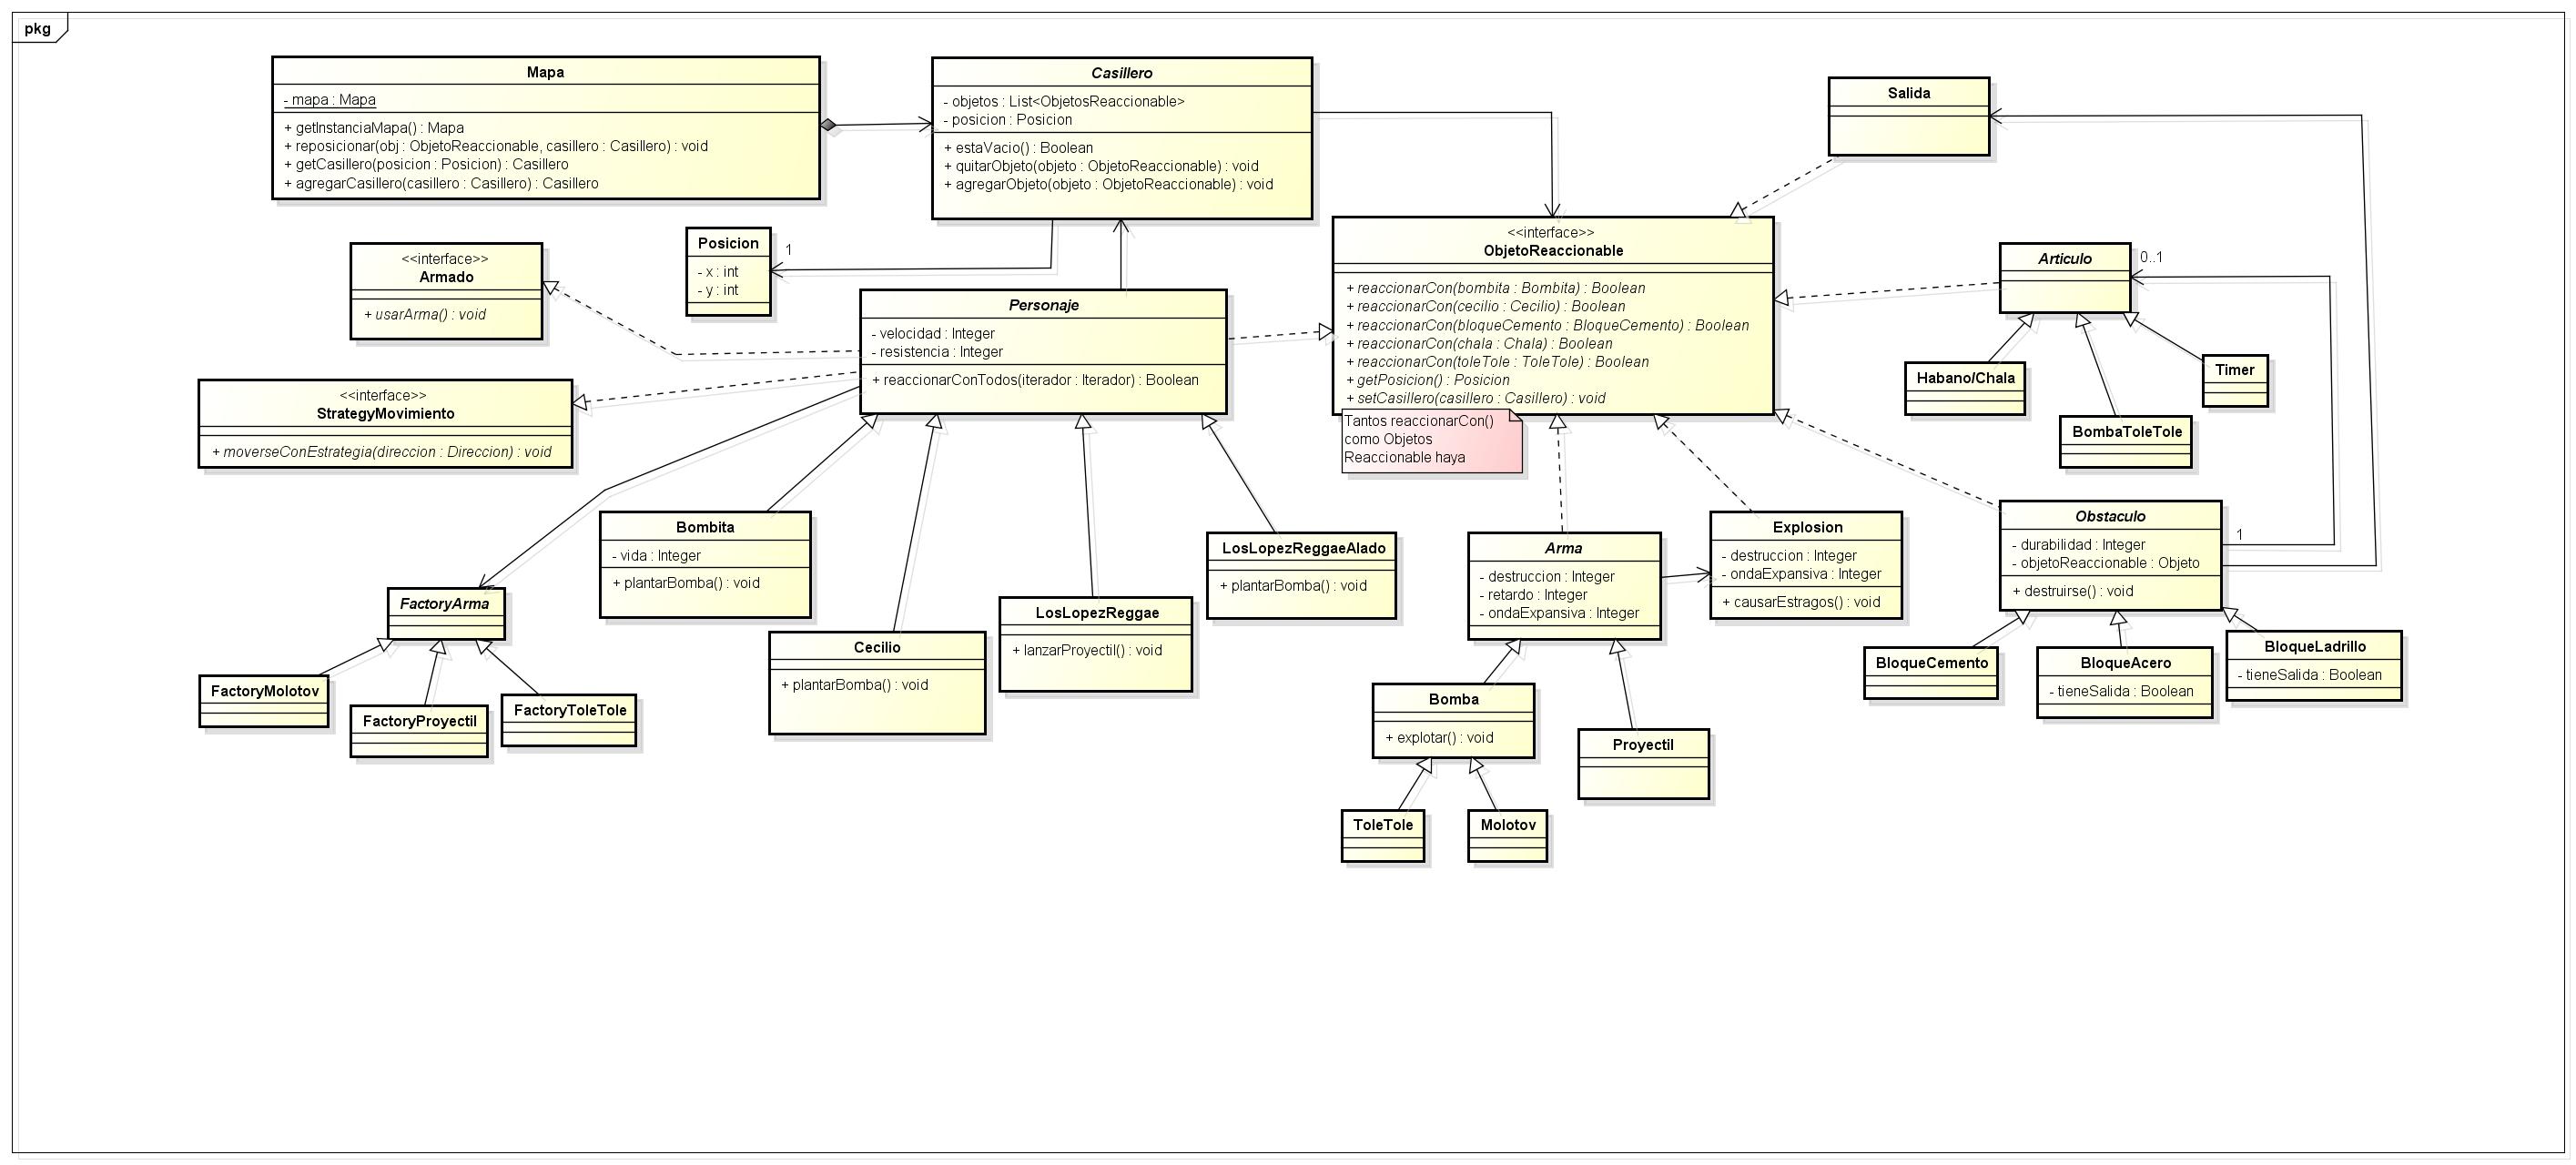 pkg
Mapa
- mapa : Mapa
+ getInstanciaMapa() : Mapa
+ reposicionar(obj : ObjetoReaccionable, casillero : Casillero) : void
+ getCasillero(posicion : Posicion) : Casillero
+ agregarCasillero(casillero : Casillero) : Casillero
Casillero
- objetos : List<ObjetosReaccionable>
- posicion : Posicion
+ estaVacio() : Boolean
+ quitarObjeto(objeto : ObjetoReaccionable) : void
+ agregarObjeto(objeto : ObjetoReaccionable) : void
Salida
<<interface>>
Armado
+ usarArma() : void
Posicion
- x : int
- y : int
1
<<interface>>
ObjetoReaccionable
+ reaccionarCon(bombita : Bombita) : Boolean
+ reaccionarCon(cecilio : Cecilio) : Boolean
+ reaccionarCon(bloqueCemento : BloqueCemento) : Boolean
+ reaccionarCon(chala : Chala) : Boolean
+ reaccionarCon(toleTole : ToleTole) : Boolean
+ getPosicion() : Posicion
+ setCasillero(casillero : Casillero) : void
Tantos reaccionarCon()
como Objetos
Reaccionable haya
Articulo
0..1
Personaje
- velocidad : Integer
- resistencia : Integer
+ reaccionarConTodos(iterador : Iterador) : Boolean
<<interface>>
StrategyMovimiento
+ moverseConEstrategia(direccion : Direccion) : void
Habano/Chala
BombaToleTole
Timer
Bombita
- vida : Integer
+ plantarBomba() : void
Cecilio
+ plantarBomba() : void
LosLopezReggae
+ lanzarProyectil() : void
LosLopezReggaeAlado
+ plantarBomba() : void
Arma
- destruccion : Integer
- retardo : Integer
- ondaExpansiva : Integer
Explosion
- destruccion : Integer
- ondaExpansiva : Integer
+ causarEstragos() : void
Obstaculo
- durabilidad : Integer
- objetoReaccionable : Objeto
+ destruirse() : void
1
FactoryArma
FactoryMolotov
FactoryProyectil
FactoryToleTole
Bomba
+ explotar() : void
Proyectil
BloqueCemento
BloqueAcero
- tieneSalida : Boolean
BloqueLadrillo
- tieneSalida : Boolean
ToleTole
Molotov